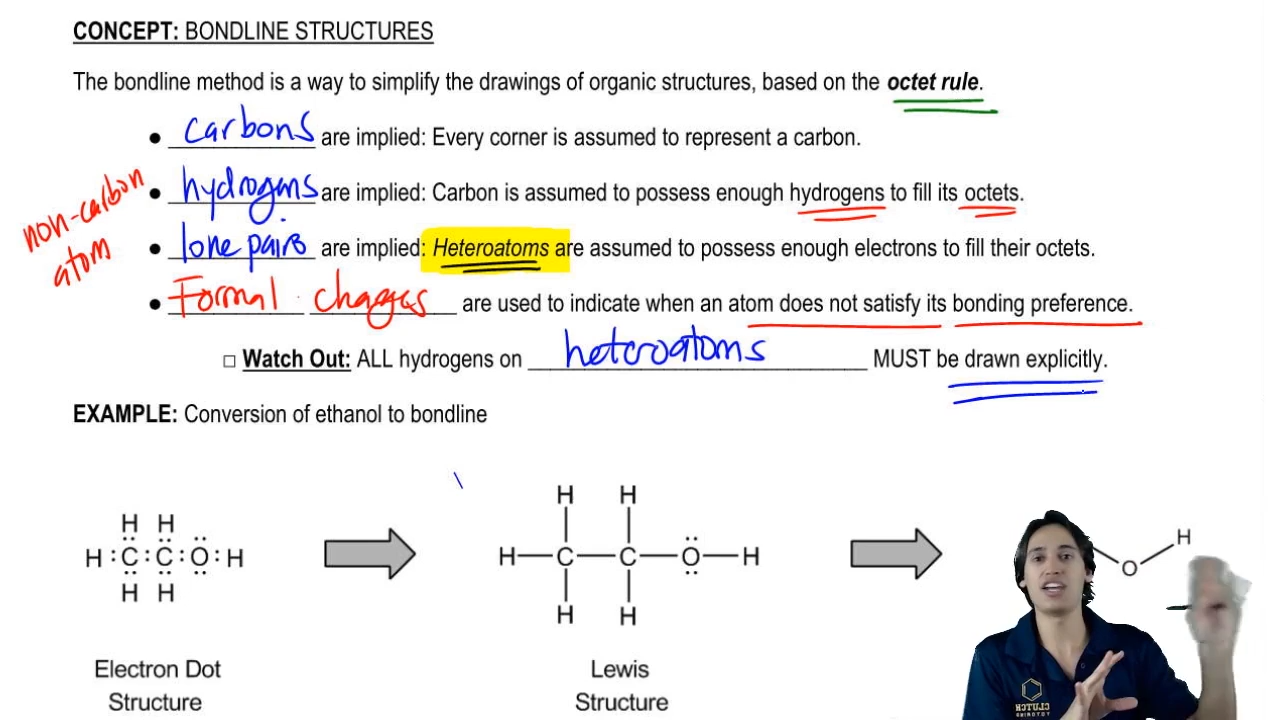 CONCEPT: BONDLINE STRUCTURES
The bondline method is a way to simplify the drawings of organic structures, based on the octet rule.
● carbons are implied: Every corner is assumed to represent a carbon.
● hydrogens are implied: Carbon is assumed to possess enough hydrogens to fill its octets.
non-carbon
atom
● lone pairs are implied: Heteroatoms are assumed to possess enough electrons to fill their octets.
● Formal chages are used to indicate when an atom does not satisfy its bonding preference.
□ Watch Out: ALL hydrogens on heteroatoms MUST be drawn explicitly.
EXAMPLE: Conversion of ethanol to bondline
H H
H:C:C:O:H
H H
H H
H—C—C—O—H
H H
H
O
Electron Dot
Structure
Lewis
Structure
CLUTCH